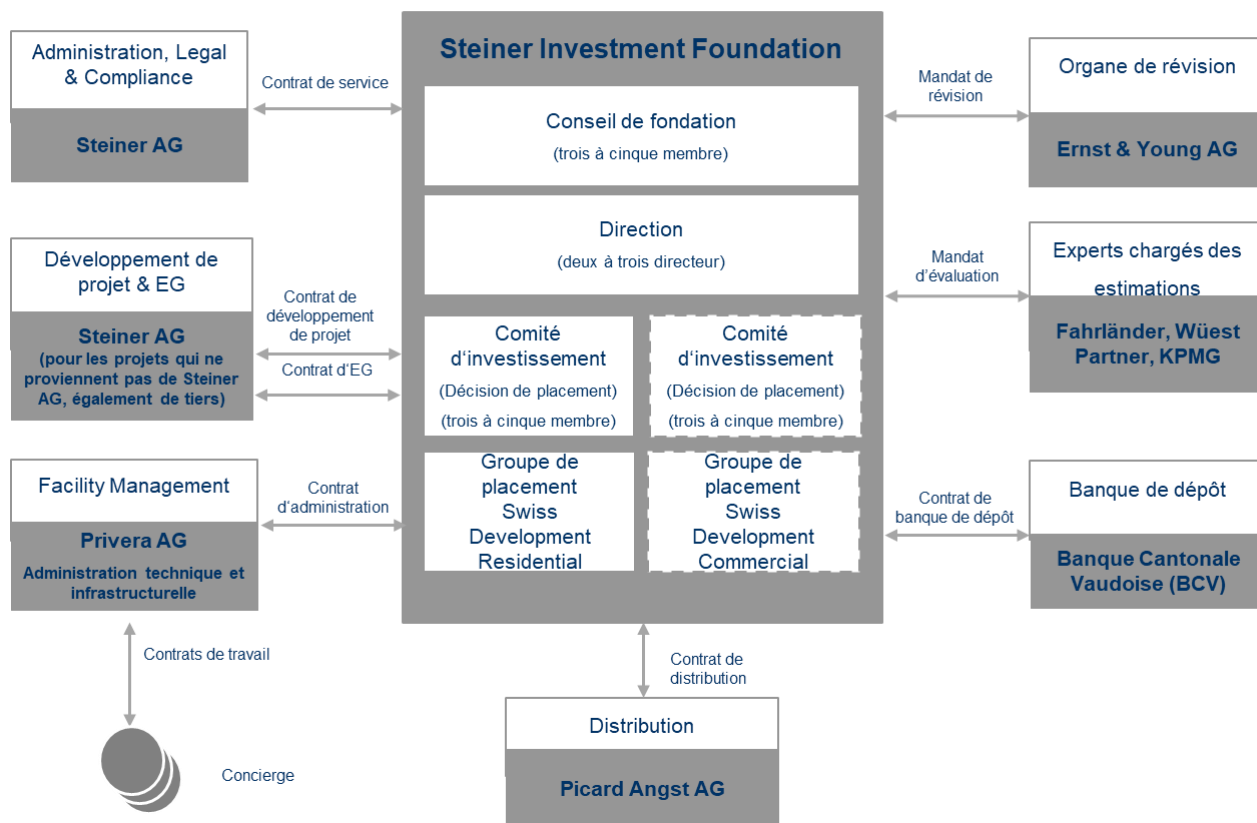 Steiner Investment Foundation
Administration, Legal
& Compliance
Steiner AG
Contrat de service
Conseil de fondation
(trois à cinq membre)
Mandat de
révision
Organe de révision
Ernst & Young AG
Développement de
projet & EG
Steiner AG
(pour les projets qui ne
proviennent pas de Steiner
AG, également de tiers)
Contrat de
développement
de projet
Contrat d'EG
Direction
(deux à trois directeur)
Mandat
d'évaluation
Experts chargés des
estimations
Fahrländer, Wüest
Partner, KPMG
Comité
d'investissement
(Décision de placement)
(trois à cinq membre)
Comité
d'investissement
(Décision de placement)
(trois à cinq membre)
Facility Management
Privera AG
Administration technique et
infrastructurelle
Contrat
d'administration
Groupe de
placement
Swiss
Development
Residential
Groupe de
placement
Swiss
Development
Commercial
Contrat de
banque de dépôt
Banque de dépôt
Banque Cantonale
Vaudoise (BCV)
Contrats de travail
Concierge
Contrat de
distribution
Distribution
Picard Angst AG